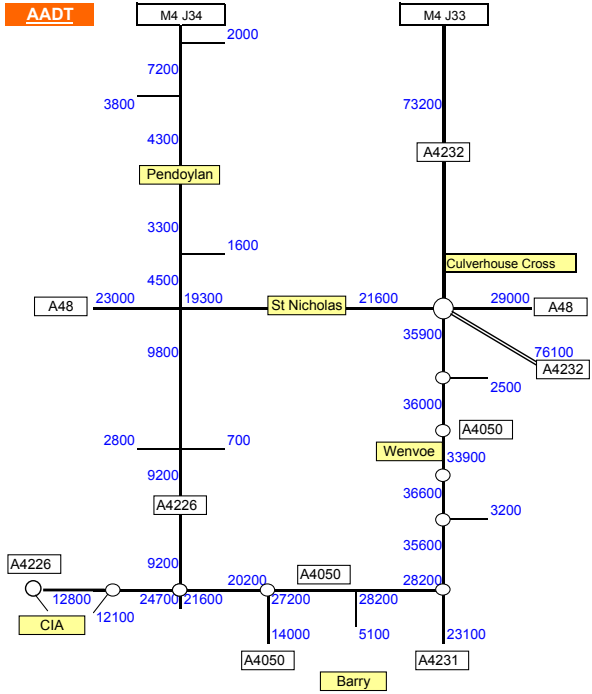 AADT
M4 J34
M4 J33
2000
7200
3800
73200
4300
A4232
Pendoylan
3300
1600
Culverhouse Cross
4500
A48
23000
19300
St Nicholas
21600
29000
A48
35900
9800
76100
A4232
2500
36000
A4050
2800
700
Wenvoe
33900
9200
36600
A4226
3200
35600
A4226
9200
20200
A4050
28200
12800
24700
21600
27200
28200
12100
CIA
14000
5100
23100
A4050
A4231
Barry